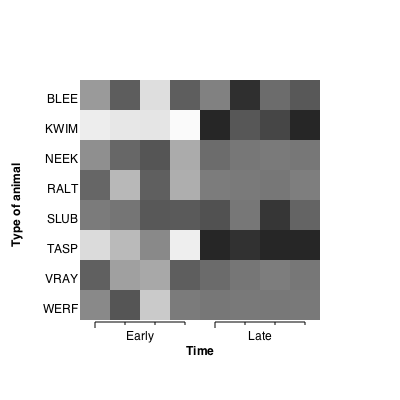 BLEE
KWIM
NEEK
RALT
SLUB
TASP
VRAY
WERF
Type of animal
Early Late
Time